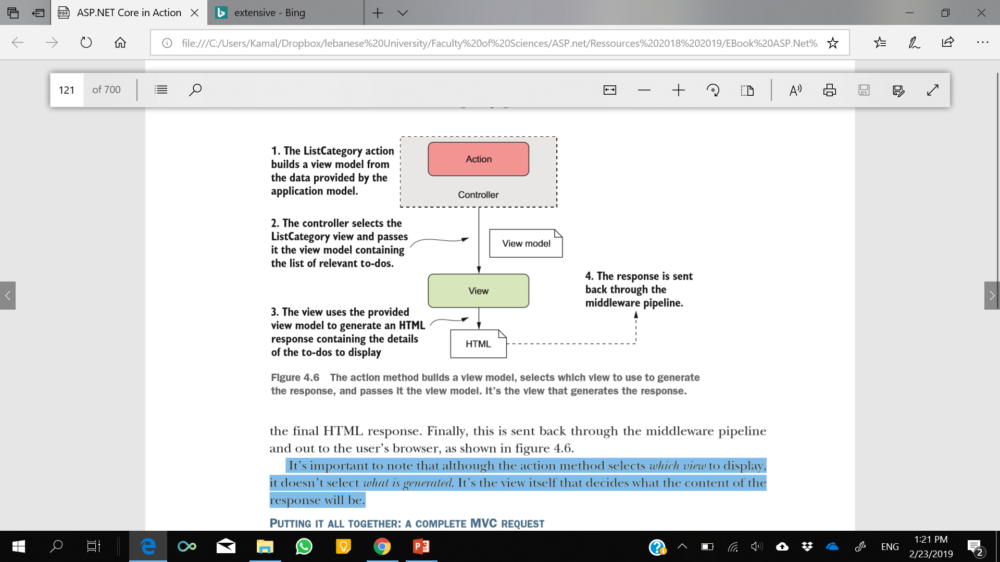 ASP.NET Core in Action
extensive - Bing
file:///C:/Users/Kamal/Dropbox/lebanese%20University/Faculty%20of%20Sciences/ASP.net/Ressources%202018%202019/EBook%20ASP.Net%
121 of 700
1. The ListCategory action
builds a view model from
the data provided by the
application model.
Action
Controller
2. The controller selects the
ListCategory view and passes
it the view model containing
the list of relevant to-dos.
View model
View
3. The view uses the provided
view model to generate an HTML
response containing the details
of the to-dos to display
HTML
4. The response is sent
back through the
middleware pipeline.
Figure 4.6 The action method builds a view model, selects which view to use to generate
the response, and passes it the view model. It's the view that generates the response.
the final HTML response. Finally, this is sent back through the middleware pipeline
and out to the user's browser, as shown in figure 4.6.
It's important to note that although the action method selects which view to display,
it doesn't select what is generated. It's the view itself that decides what the content of the
response will be.
PUTTING IT ALL TOGETHER: A COMPLETE MVC REQUEST
ENG
1:21 PM
2/23/2019
2